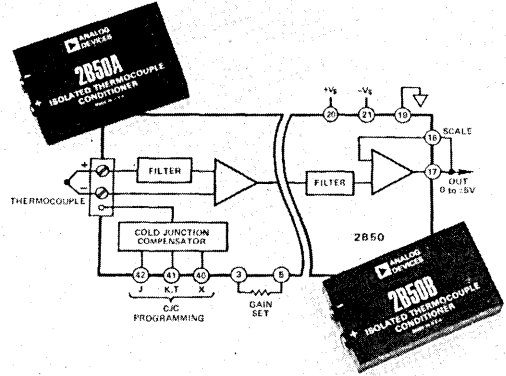 ANALOG
DEVICES
2B50A
ISOLATED THERMOCOUPLE
CONDITIONER
+VS
-VS
20
21
19
18
SCALE
17
OUT
0 to ±5V
+
-
FILTER
FILTER
THERMOCOUPLE
COLD JUNCTION
COMPENSATOR
2B50
42
41
40
3
5
J
K,T
X
CJC
PROGRAMMING
GAIN
SET
ANALOG
DEVICES
2B50B
ISOLATED THERMOCOUPLE
CONDITIONER